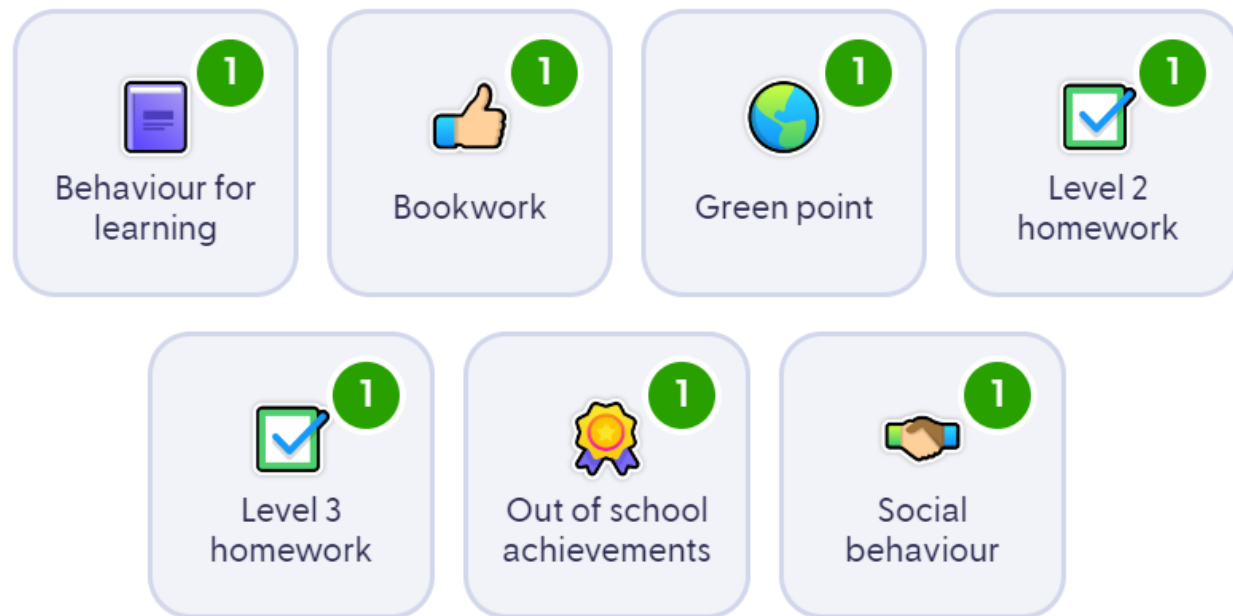 1
Behaviour for
learning
1
Bookwork
1
Green point
1
Level 2
homework
1
Level 3
homework
1
Out of school
achievements
1
Social
behaviour